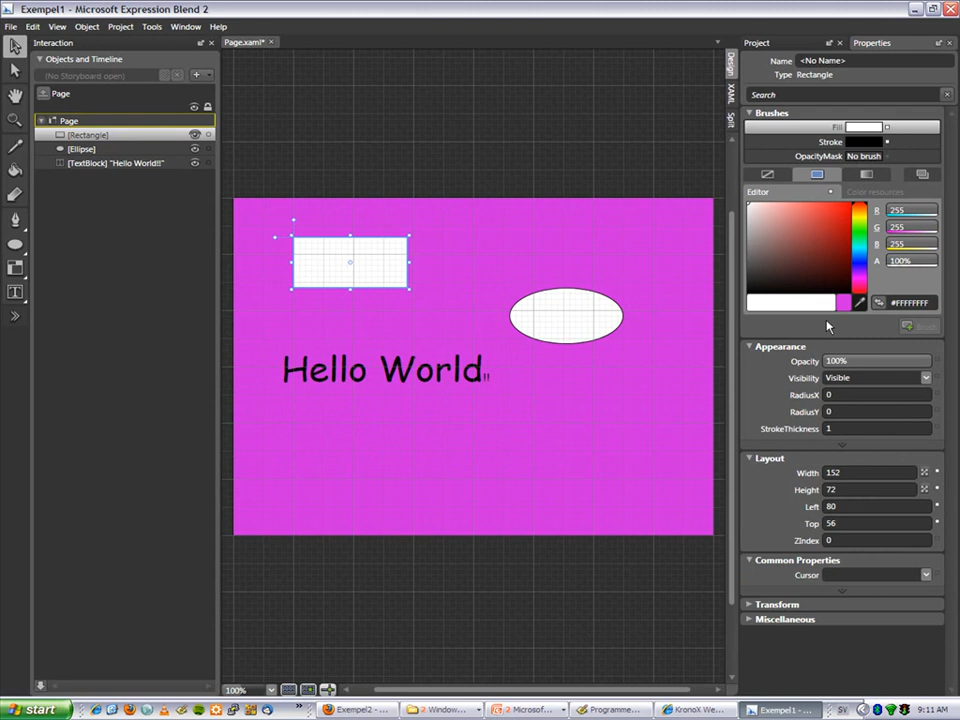 Exempel1 - Microsoft Expression Blend 2
File Edit View Object Project Tools Window Help
Interaction
Objects and Timeline
(No Storyboard open)
Page
Page
[Rectangle]
[Ellipse]
[TextBlock] "Hello World!!"
Page.xaml*
Hello World!!
Design
XAML
Split
Project
Properties
Name <No Name>
Type Rectangle
Search
Brushes
Fill
Stroke
OpacityMask No brush
Editor
Color resources
R 255
G 255
B 255
A 100%
#FFFFFFFF
Brush
Appearance
Opacity 100%
Visibility Visible
RadiusX 0
RadiusY 0
StrokeThickness 1
Layout
Width 152
Height 72
Left 80
Top 56
ZIndex 0
Common Properties
Cursor
Transform
Miscellaneous
100%
start
Exempel2 - ...
2 Window...
2 Microsof...
Programme...
KronoX We...
Exempel1 - ...
SV
9:11 AM